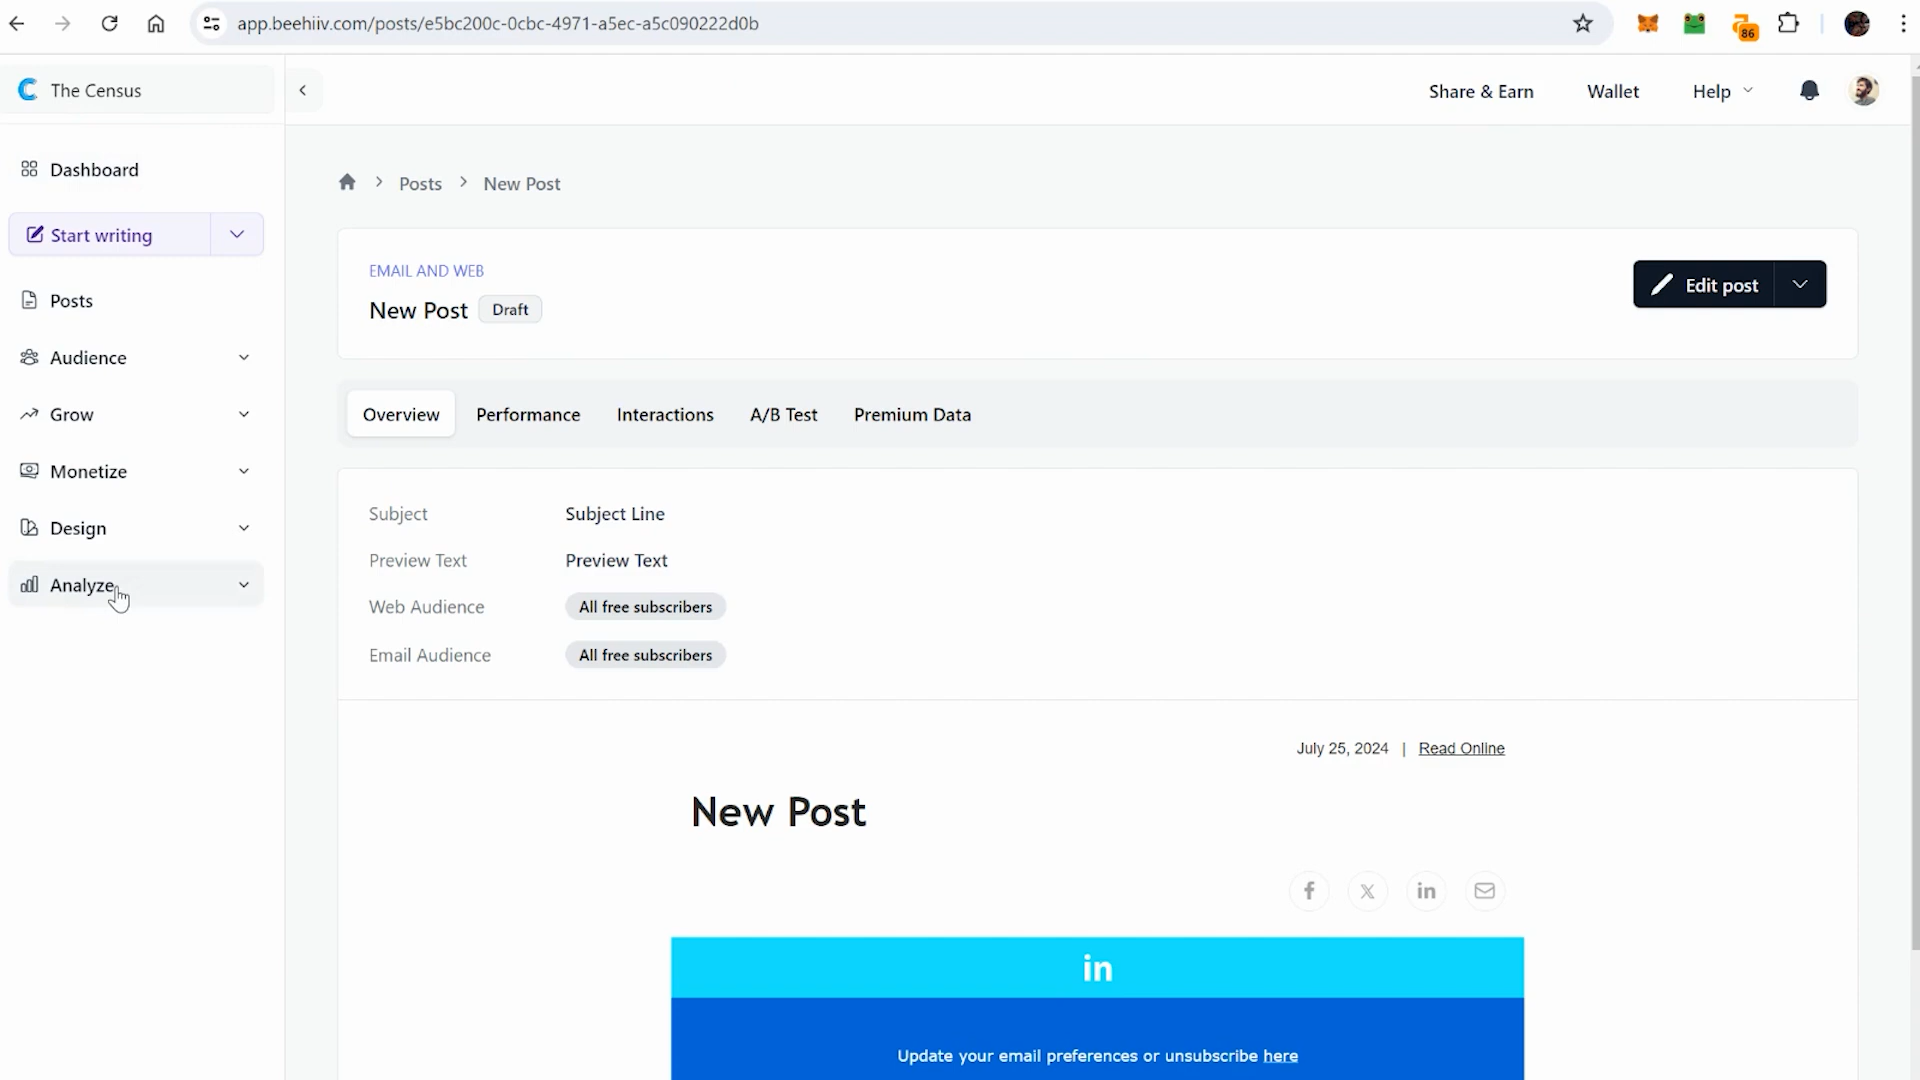 app.beehiiv.com/posts/e5bc200c-0cbc-4971-a5ec-a5c090222d0b
86
The Census
Share & Earn
Wallet
Help
Dashboard
Start writing
Posts
Audience
Grow
Monetize
Design
Analyze
Posts
New Post
EMAIL AND WEB
New Post
Draft
Edit post
Overview
Performance
Interactions
A/B Test
Premium Data
Subject
Subject Line
Preview Text
Preview Text
Web Audience
All free subscribers
Email Audience
All free subscribers
July 25, 2024 | Read Online
New Post
in
Update your email preferences or unsubscribe here